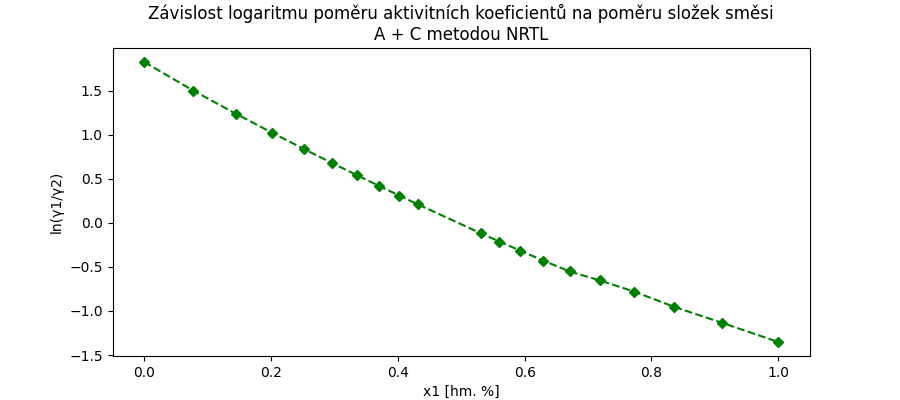 Závislost logaritmu poměru aktivitních koeficientů na poměru složek směsi
A + C metodou NRTL
ln(γ1/γ2)
1.5
1.0
0.5
0.0
−0.5
−1.0
−1.5
0.0 0.2 0.4 0.6 0.8 1.0
x1 [hm. %]